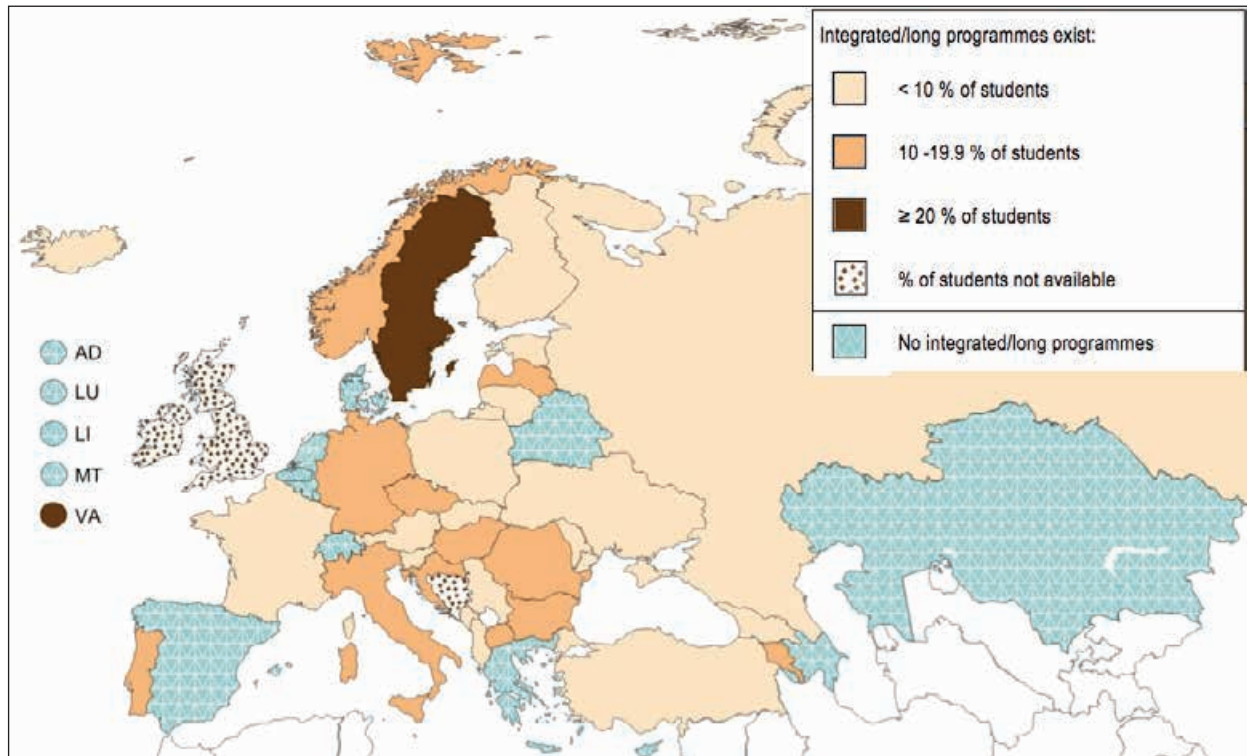 Integrated/long programmes exist:
< 10 % of students
10 -19.9 % of students
≥ 20 % of students
% of students not available
No integrated/long programmes
AD
LU
LI
MT
VA